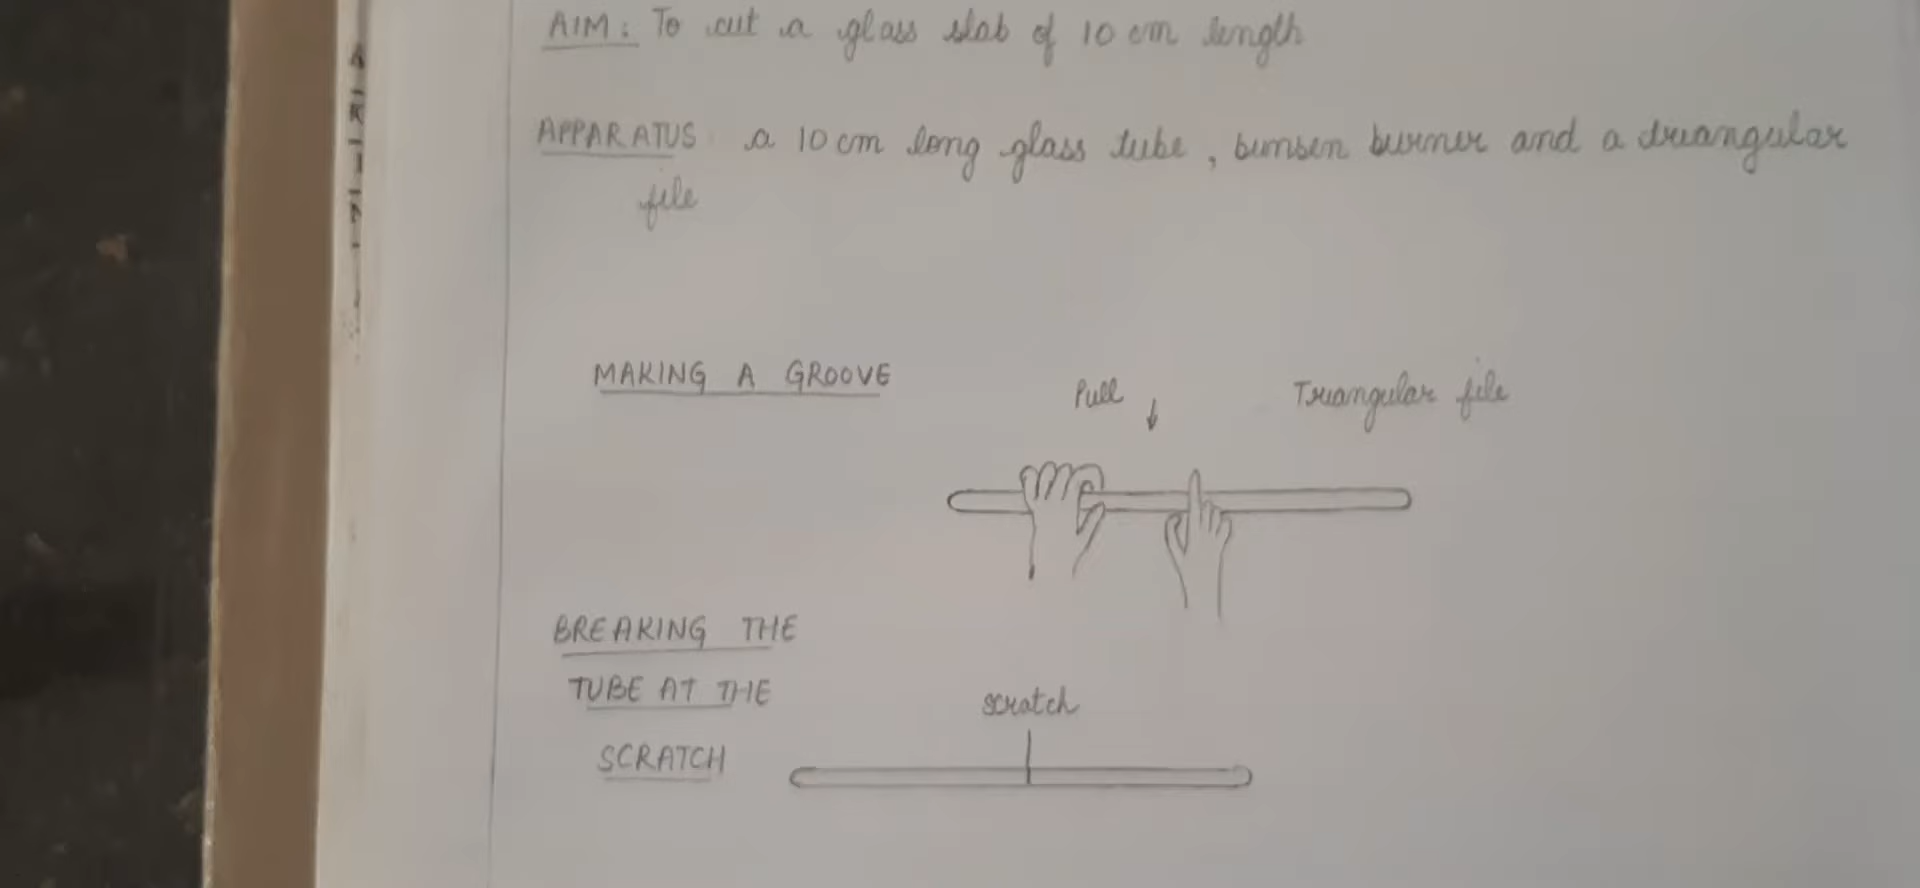 AIM: To cut a glass slab of 10 cm length
APPARATUS a 10 cm long glass tube, bunsen burner and a triangular
file
MAKING A GROOVE
Pull ↓ Triangular file
BREAKING THE
TUBE AT THE
scratch
SCRATCH